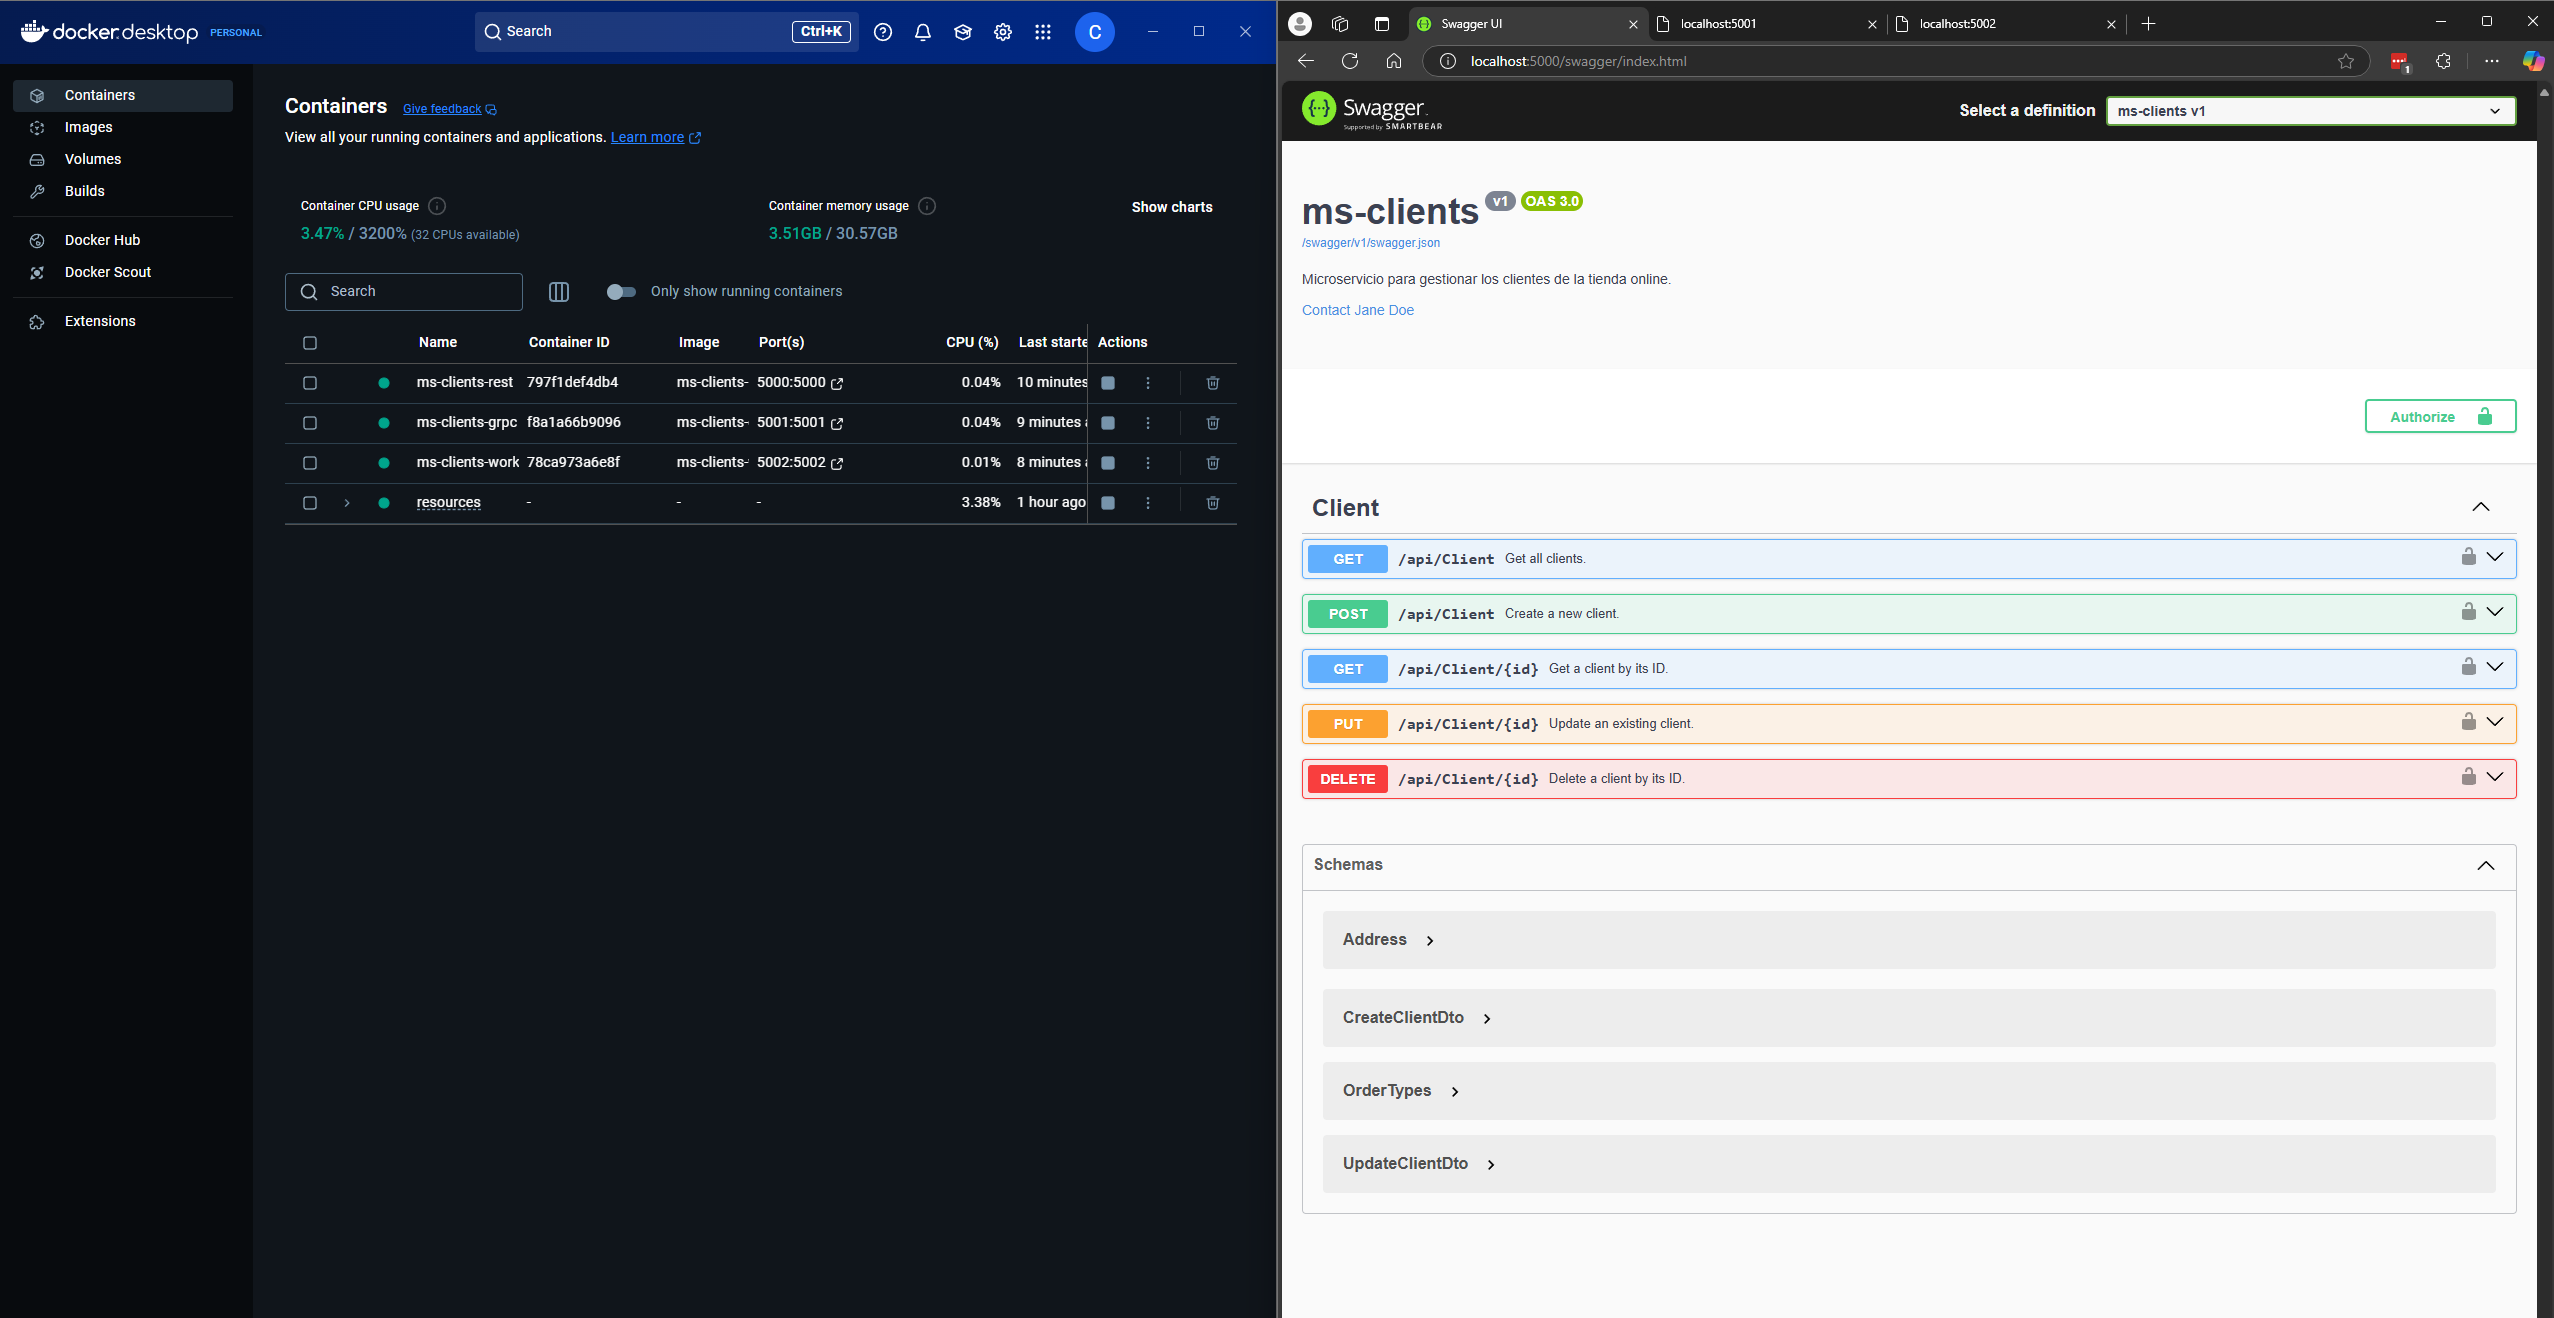 docker.desktop PERSONAL
Search
Ctrl+K
C
Containers
Images
Volumes
Builds
Docker Hub
Docker Scout
Extensions
Containers Give feedback
View all your running containers and applications. Learn more
Container CPU usage
3.47% / 3200% (32 CPUs available)
Container memory usage
3.51GB / 30.57GB
Show charts
Search
Only show running containers
Name Container ID Image Port(s) CPU (%) Last starte Actions
ms-clients-rest 797f1def4db4 ms-clients- 5000:5000 0.04% 10 minutes
ms-clients-grpc f8a1a66b9096 ms-clients- 5001:5001 0.04% 9 minutes a
ms-clients-work 78ca973a6e8f ms-clients- 5002:5002 0.01% 8 minutes a
resources - - - 3.38% 1 hour ago
Swagger UI
localhost:5001
localhost:5002
localhost:5000/swagger/index.html
1
Swagger.
Supported by SMARTBEAR
Select a definition
ms-clients v1
ms-clients v1 OAS 3.0
/swagger/v1/swagger.json
Microservicio para gestionar los clientes de la tienda online.
Contact Jane Doe
Authorize
Client
GET /api/Client Get all clients.
POST /api/Client Create a new client.
GET /api/Client/{id} Get a client by its ID.
PUT /api/Client/{id} Update an existing client.
DELETE /api/Client/{id} Delete a client by its ID.
Schemas
Address
CreateClientDto
OrderTypes
UpdateClientDto